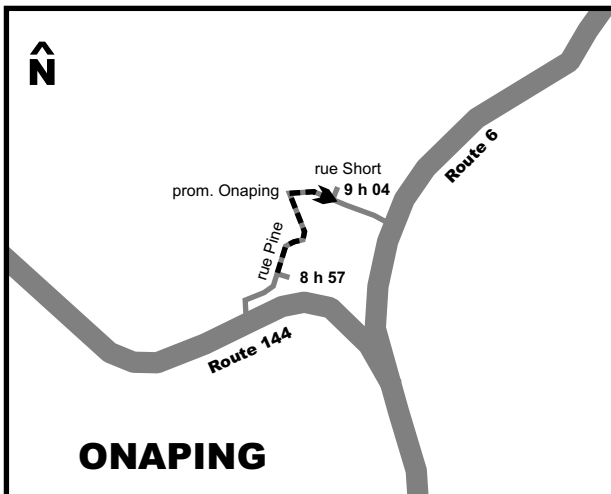 N
rue Short
prom. Onaping
9 h 04
Route 6
rue Pine
8 h 57
Route 144
ONAPING